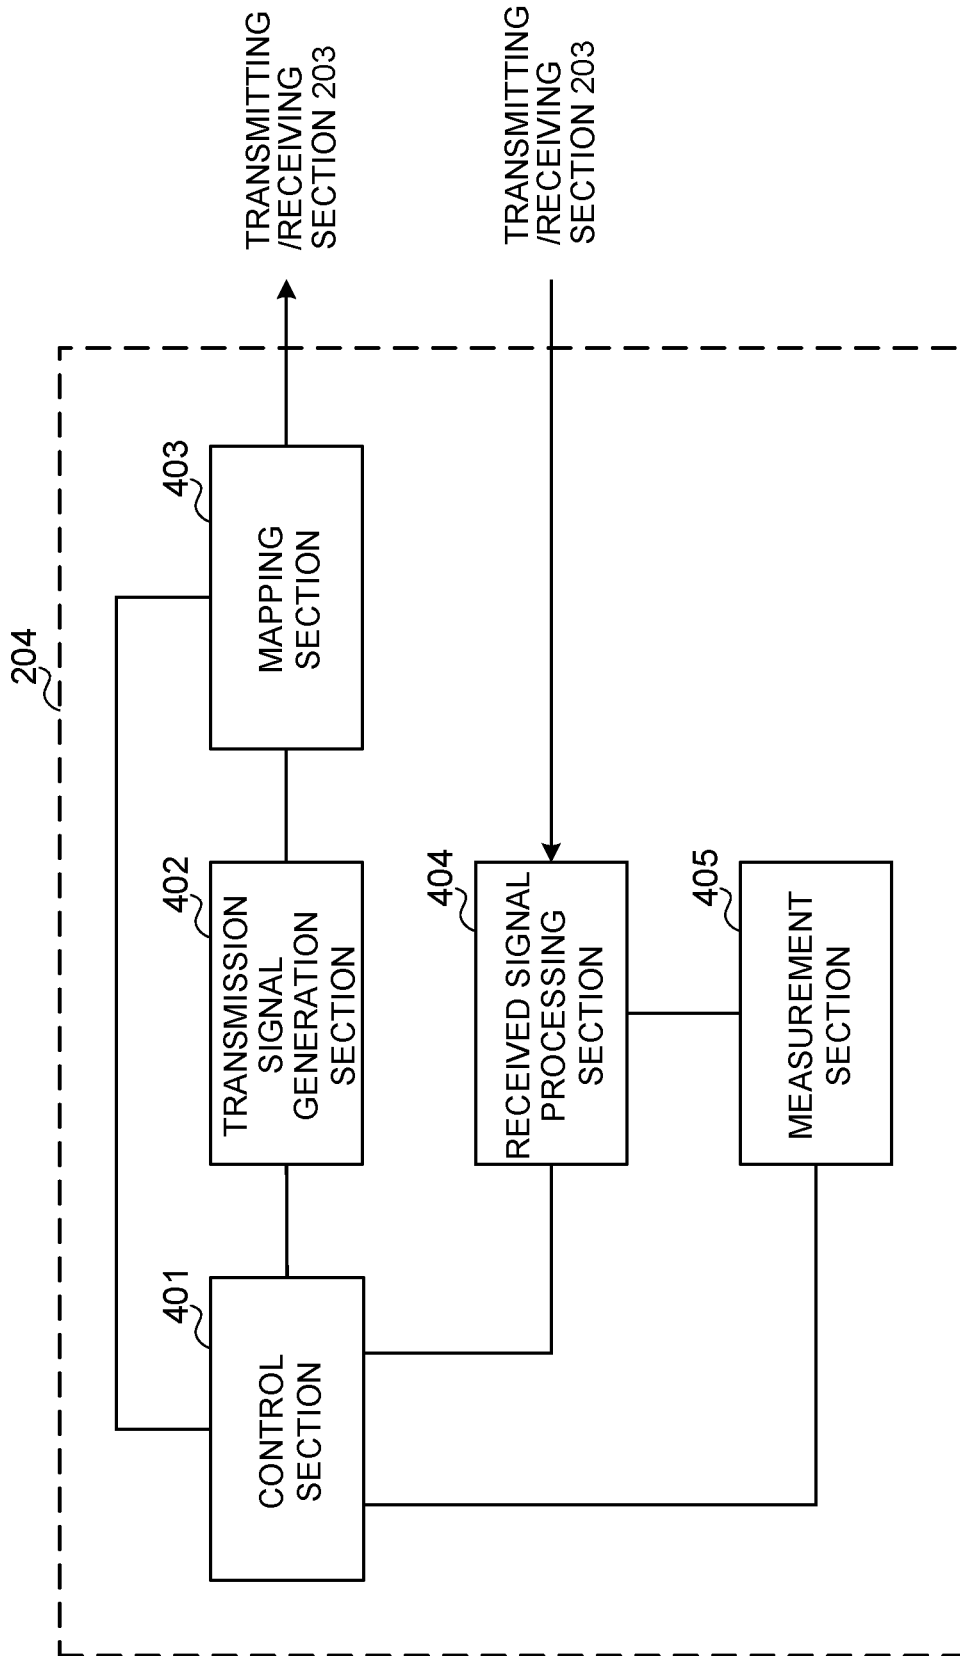 204
401
CONTROL
SECTION
402
TRANSMISSION
SIGNAL
GENERATION
SECTION
403
MAPPING
SECTION
TRANSMITTING
/RECEIVING
SECTION 203
404
RECEIVED SIGNAL
PROCESSING
SECTION
TRANSMITTING
/RECEIVING
SECTION 203
405
MEASUREMENT
SECTION